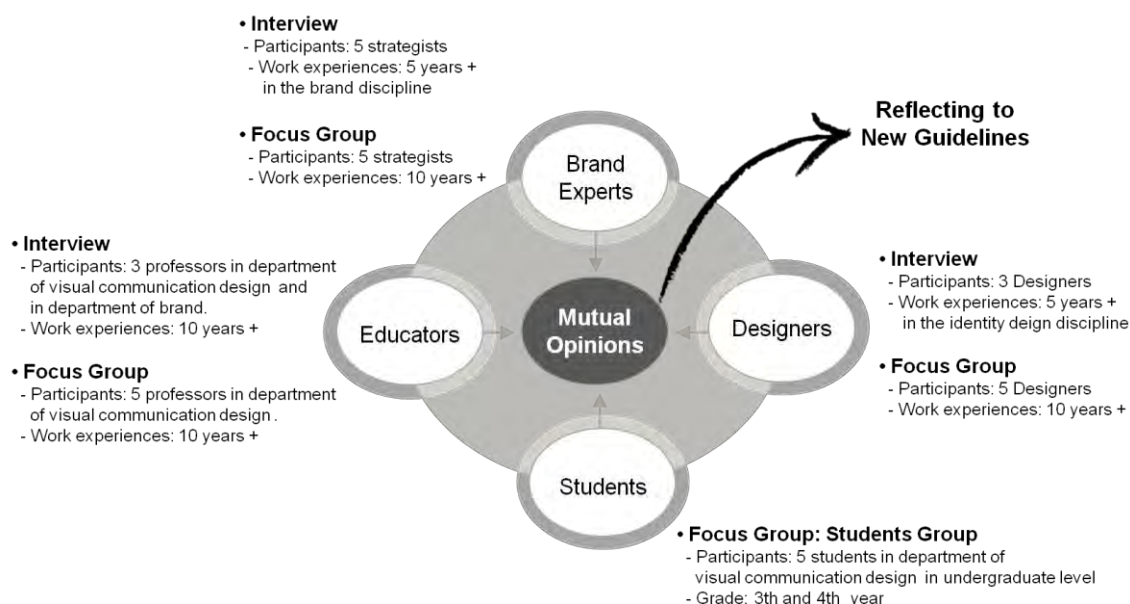 • Interview
- Participants: 5 strategists
- Work experiences: 5 years +
in the brand discipline
• Focus Group
- Participants: 5 strategists
- Work experiences: 10 years +
Brand
Experts
Reflecting to
New Guidelines
• Interview
- Participants: 3 professors in department
of visual communication design and
in department of brand.
- Work experiences: 10 years +
• Focus Group
- Participants: 5 professors in department
of visual communication design .
- Work experiences: 10 years +
Educators
Mutual
Opinions
Designers
• Interview
- Participants: 3 Designers
- Work experiences: 5 years +
in the identity deign discipline
• Focus Group
- Participants: 5 Designers
- Work experiences: 10 years +
Students
• Focus Group: Students Group
- Participants: 5 students in department of
visual communication design in undergraduate level
- Grade: 3th and 4th year